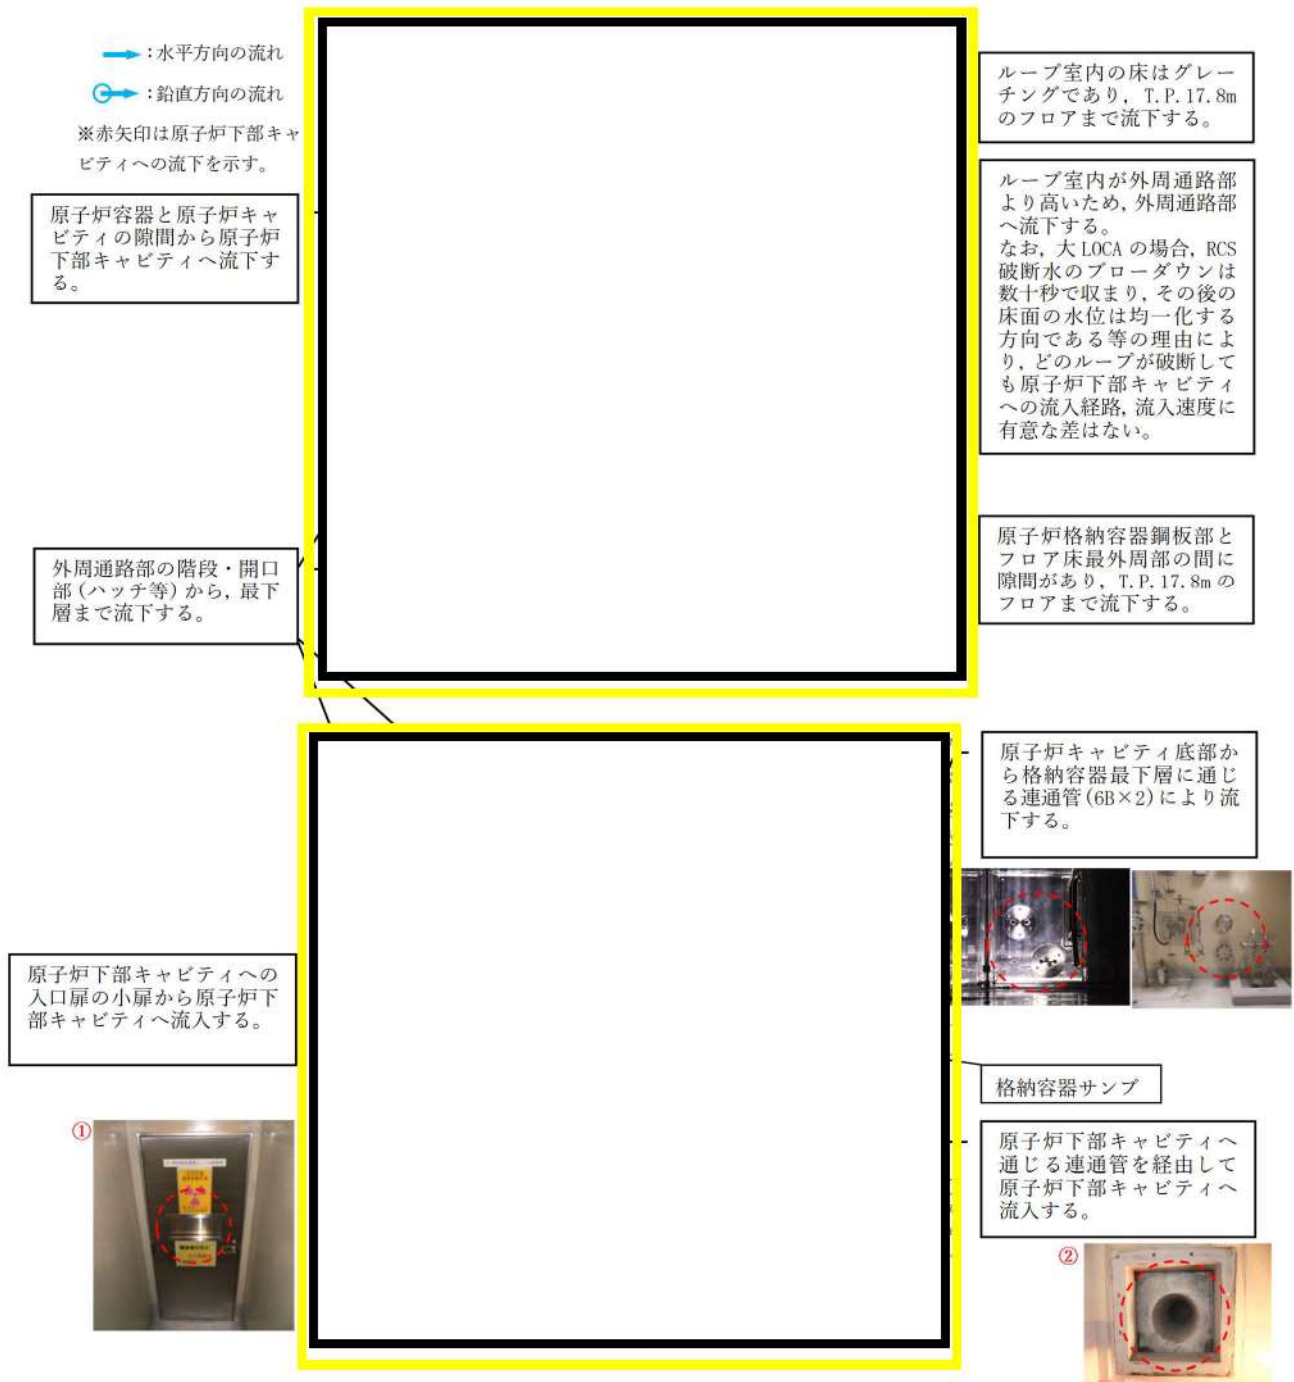 ：水平方向の流れ
：鉛直方向の流れ
※赤矢印は原子炉下部キャ
ビティへの流下を示す。
原子炉容器と原子炉キャ
ビティの隙間から原子炉
下部キャビティへ流下す
る。
外周通路部の階段・開口
部(ハッチ等)から，最下
層まで流下する。
ループ室内の床はグレー
チングであり，T.P.17.8m
のフロアまで流下する。
ループ室内が外周通路部
より高いため，外周通路部
へ流下する。
なお，大LOCAの場合，RCS
破断水のブローダウンは
数十秒で収まり，その後の
床面の水位は均一化する
方向である等の理由によ
り，どのループが破断して
も原子炉下部キャビティ
への流入経路，流入速度に
有意な差はない。
原子炉格納容器鋼板部と
フロア床最外周部の間に
隙間があり，T.P.17.8mの
フロアまで流下する。
原子炉キャビティ底部か
ら格納容器最下層に通じ
る連通管(6B×2)により流
下する。
原子炉下部キャビティへの
入口扉の小扉から原子炉下
部キャビティへ流入する。
①
格納容器サンプ
原子炉下部キャビティへ
通じる連通管を経由して
原子炉下部キャビティへ
流入する。
②